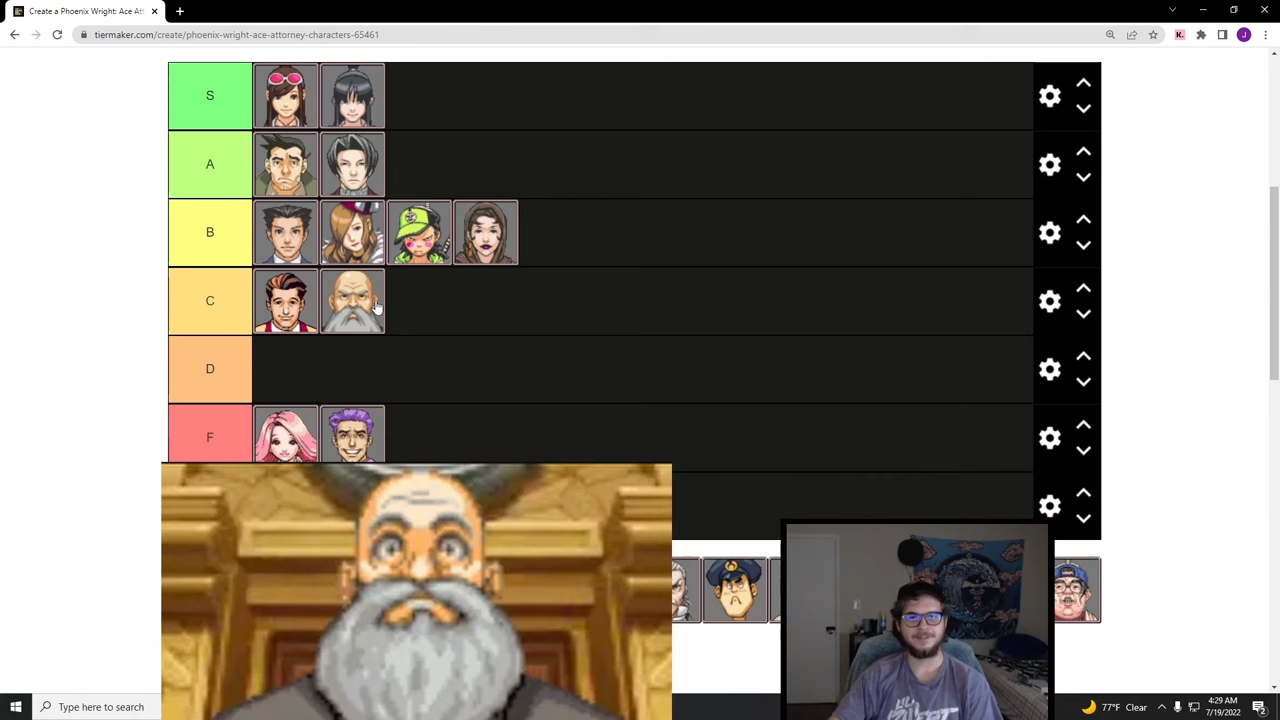 Create a Phoenix Wright: Ace Att
tiermaker.com/create/phoenix-wright-ace-attorney-characters-65461
K.
J
S
A
B
C
D
F
Type here to search
77°F Clear
4:29 AM
7/19/2022
2